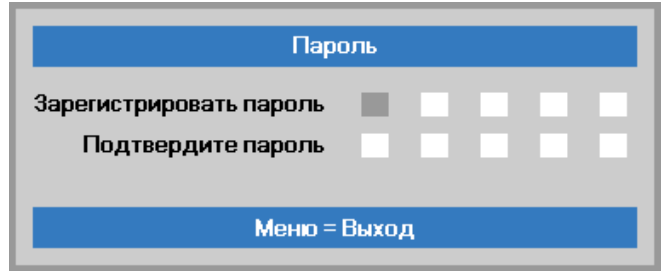 Пароль
Зарегистрировать пароль
Подтвердите пароль
Меню = Выход